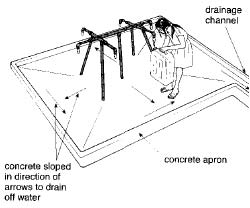 drainage
channel
concrete sloped
in direction of
arrows to drain
off water
concrete apron